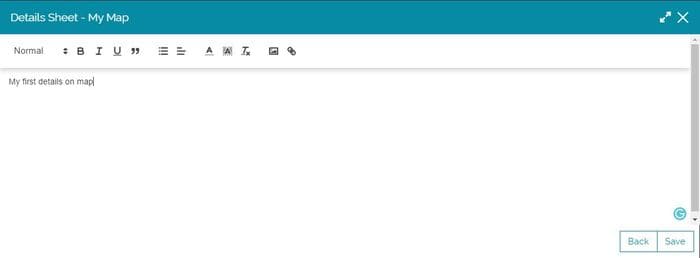 Details Sheet - My Map
Normal B I U
My first details on map
Back Save